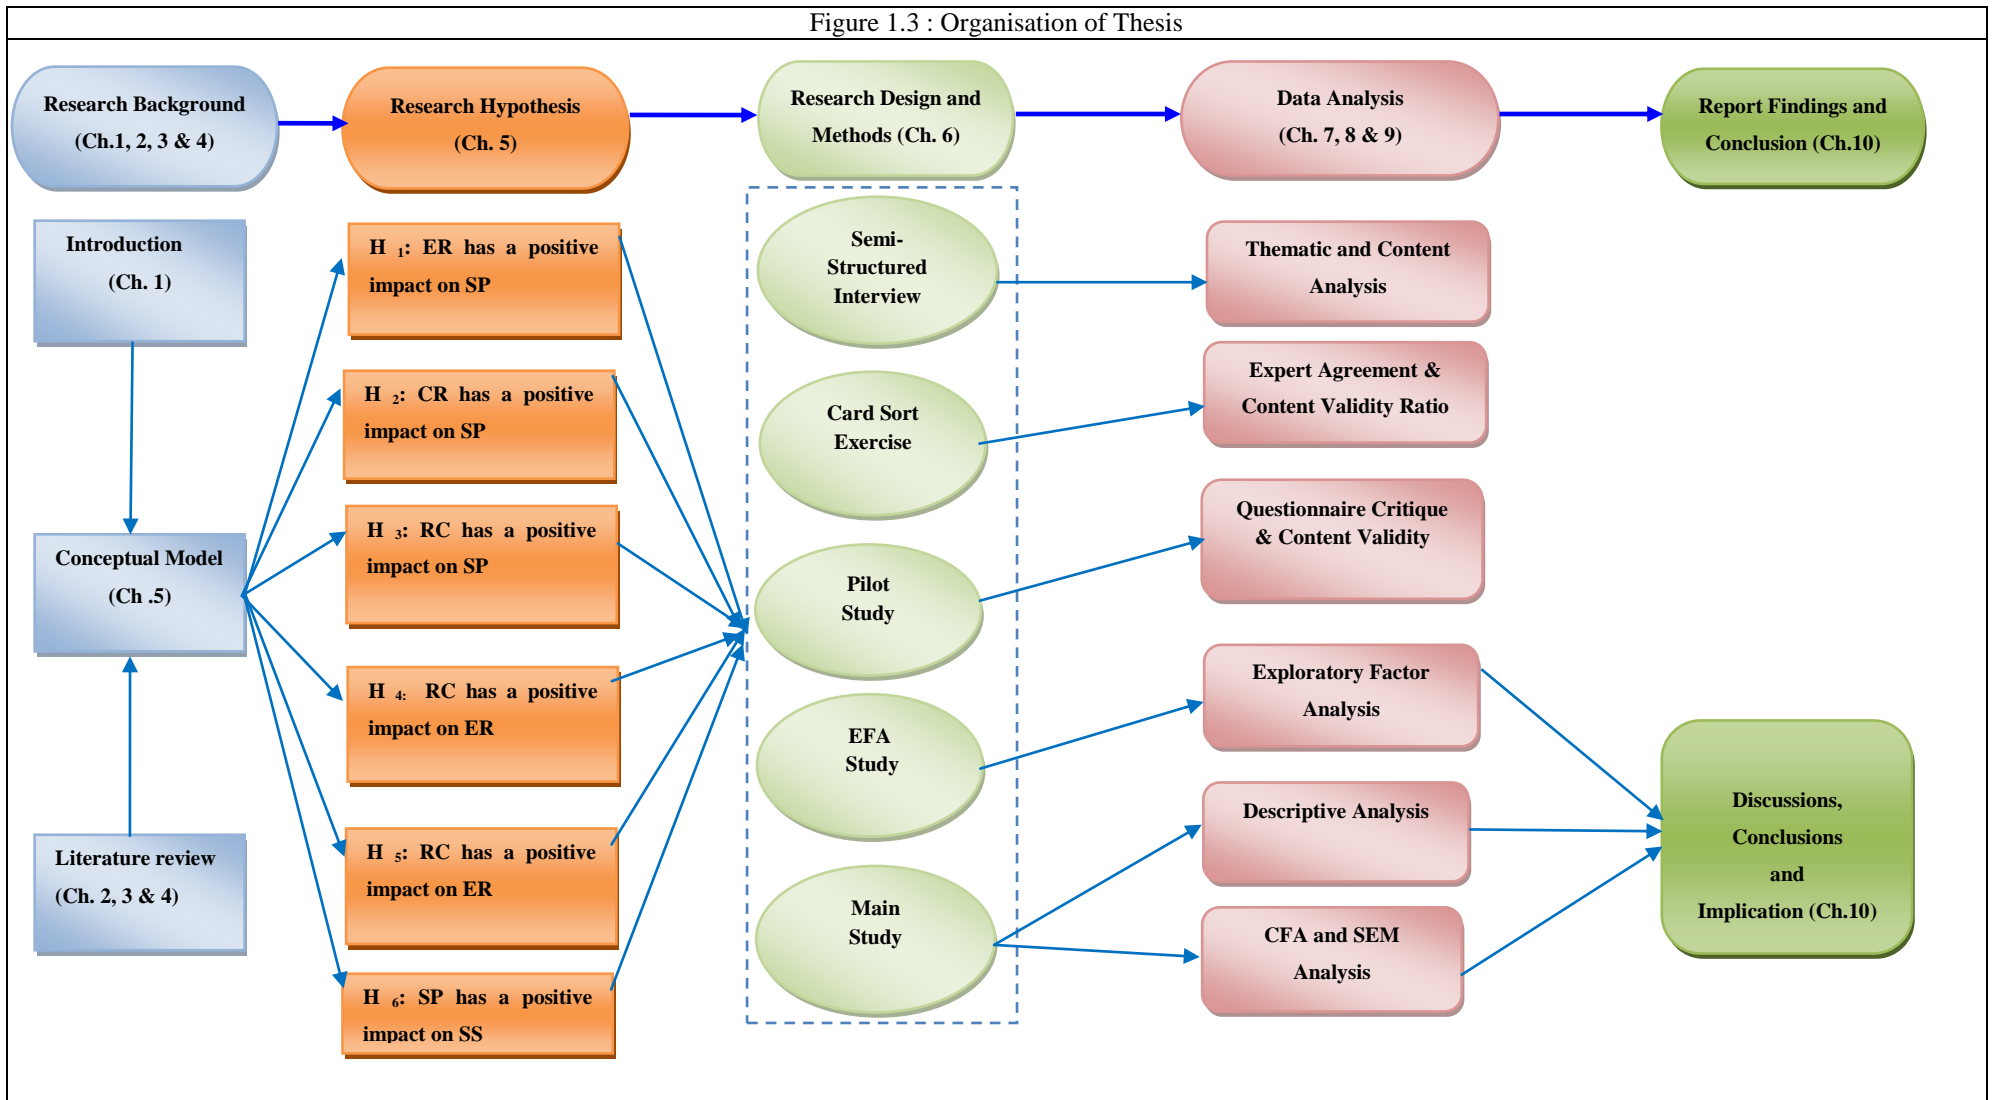 Figure 1.3 : Organisation of Thesis
Research Background
(Ch.1, 2, 3 & 4)
Research Hypothesis
(Ch. 5)
Research Design and
Methods (Ch. 6)
Data Analysis
(Ch. 7, 8 & 9)
Report Findings and
Conclusion (Ch.10)
Introduction
(Ch. 1)
Conceptual Model
(Ch .5)
Literature review
(Ch. 2, 3 & 4)
H 1: ER has a positive
impact on SP
H 2: CR has a positive
impact on SP
H 3: RC has a positive
impact on SP
H 4: RC has a positive
impact on ER
H 5: RC has a positive
impact on ER
H 6: SP has a positive
impact on SS
Semi-
Structured
Interview
Card Sort
Exercise
Pilot
Study
EFA
Study
Main
Study
Thematic and Content
Analysis
Expert Agreement &
Content Validity Ratio
Questionnaire Critique
& Content Validity
Exploratory Factor
Analysis
Descriptive Analysis
CFA and SEM
Analysis
Discussions,
Conclusions
and
Implication (Ch.10)